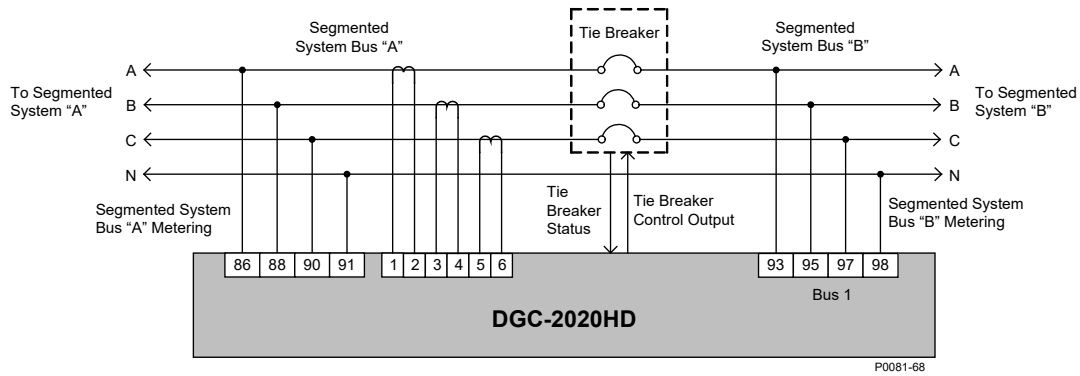 Segmented
System Bus “A”
Tie Breaker
Segmented
System Bus “B”
A
A
To Segmented
System “A”
B
B
To Segmented
System “B”
C
C
N
N
Segmented System
Bus “A” Metering
Tie
Breaker
Status
Tie Breaker
Control Output
Segmented System
Bus “B” Metering
86 88 90 91 1 2 3 4 5 6 93 95 97 98
Bus 1
DGC-2020HD
P0081-68